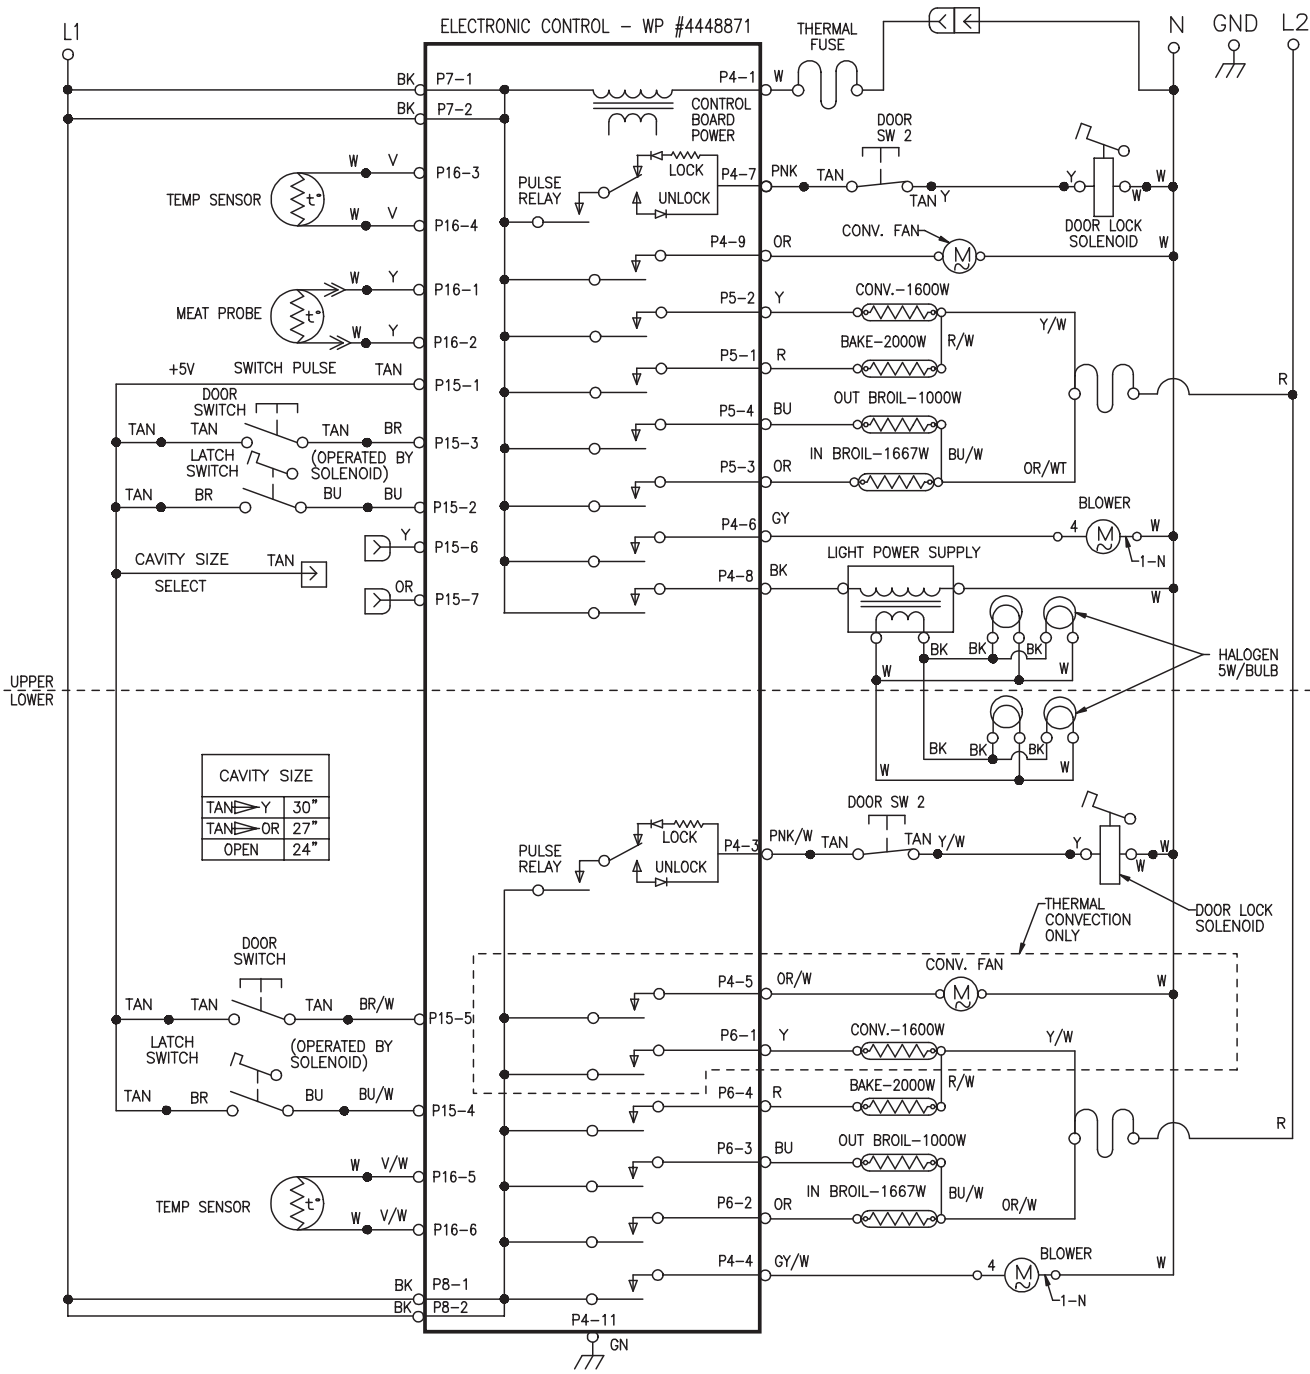 L1
ELECTRONIC CONTROL - WP #4448871
THERMAL
FUSE
N
GND
L2
BK
P7-1
P4-1
W
BK
P7-2
CONTROL
BOARD
POWER
DOOR
SW 2
W
V
P16-3
TEMP SENSOR
t°
W
V
P16-4
PULSE
RELAY
LOCK
UNLOCK
P4-7
PNK
TAN
TAN
Y
Y
W
W
DOOR LOCK
SOLENOID
P4-9
OR
CONV. FAN
M
W
W
Y
P16-1
MEAT PROBE
t°
W
Y
P16-2
P5-2
Y
CONV.-1600W
Y/W
R/W
P5-1
R
BAKE-2000W
+5V
SWITCH PULSE
TAN
P15-1
R
DOOR
SWITCH
P5-4
BU
OUT BROIL-1000W
TAN
TAN
TAN
BR
P15-3
LATCH
SWITCH
(OPERATED BY
SOLENOID)
P5-3
OR
IN BROIL-1667W
BU/W
OR/WT
TAN
BR
BU
BU
P15-2
P4-6
GY
4
BLOWER
M
W
1-N
Y
P15-6
CAVITY SIZE
SELECT
TAN
OR
P15-7
P4-8
BK
LIGHT POWER SUPPLY
W
BK
BK
BK
W
W
HALOGEN
5W/BULB
UPPER
LOWER
BK
BK
BK
W
W
CAVITY SIZE
TAN Y 30"
TAN OR 27"
OPEN 24"
PULSE
RELAY
LOCK
UNLOCK
P4-3
PNK/W
TAN
DOOR SW 2
TAN
Y/W
Y
W
W
DOOR LOCK
SOLENOID
THERMAL
CONVECTION
ONLY
DOOR
SWITCH
P4-5
OR/W
CONV. FAN
M
W
TAN
TAN
TAN
BR/W
P15-5
LATCH
SWITCH
(OPERATED BY
SOLENOID)
P6-1
Y
CONV.-1600W
Y/W
R/W
TAN
BR
BU
BU/W
P15-4
P6-4
R
BAKE-2000W
R
P6-3
BU
OUT BROIL-1000W
W
V/W
P16-5
TEMP SENSOR
t°
W
V/W
P16-6
P6-2
OR
IN BROIL-1667W
BU/W
OR/W
P4-4
GY/W
4
M
BLOWER
W
1-N
BK
P8-1
BK
P8-2
P4-11
GN